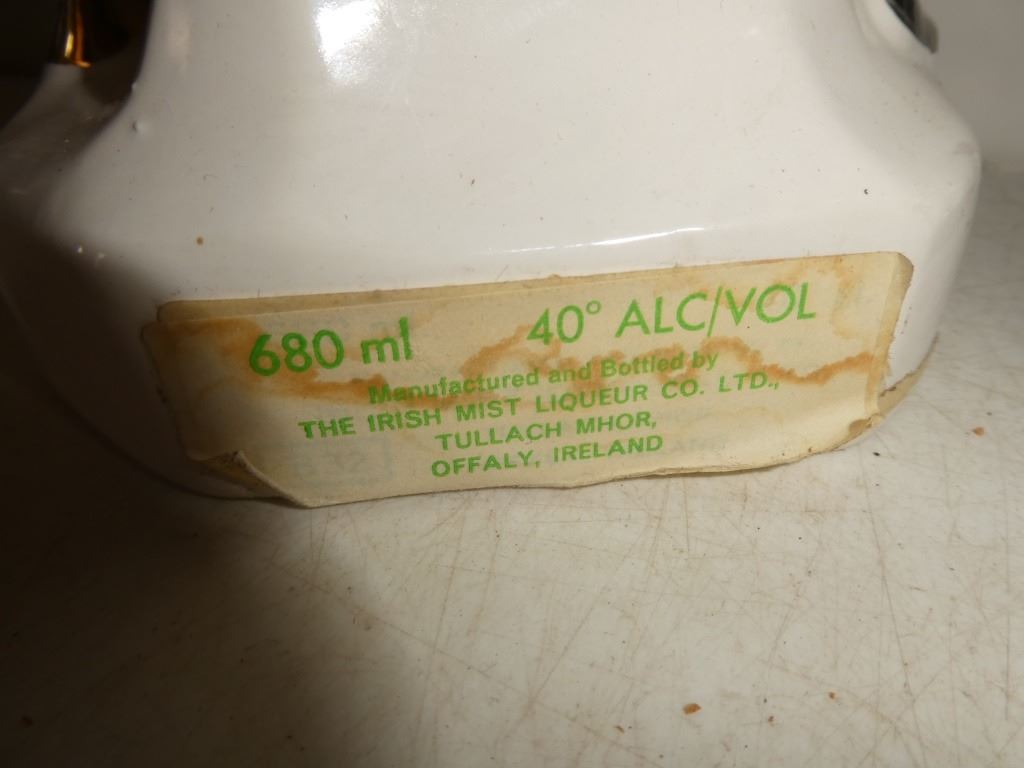 680 ml 40° ALC/VOL
Manufactured and Bottled by
THE IRISH MIST LIQUEUR CO. LTD.,
TULLACH MHOR,
OFFALY, IRELAND